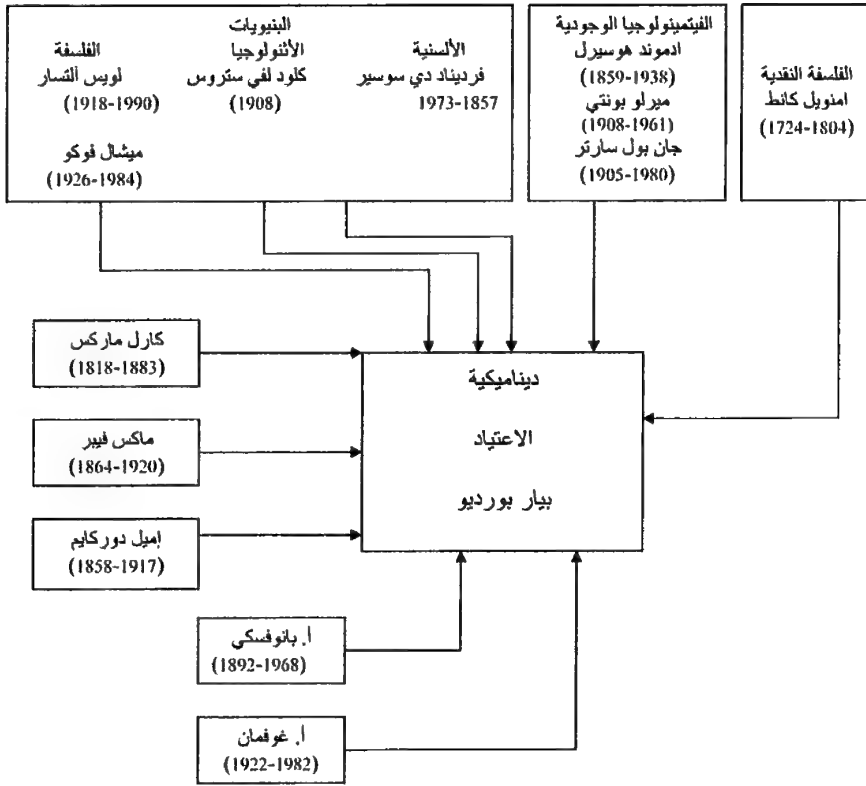 البنيويات
الألسنية
فرديناد دي سوسير
1973-1857
الأثنولوجيا
كلود لفي ستروس
(1908)
الفلسفة
لويس ألتسار
(1918-1990)
ميشال فوكو
(1926-1984)
الفيتمينولوجيا الوجودية
ادموند هوسيرل
(1859-1938)
ميرلو بونتي
(1908-1961)
جان بول سارتر
(1905-1980)
الفلسفة النقدية
امنويل كانط
(1724-1804)
كارل ماركس
(1818-1883)
ماكس فيبر
(1864-1920)
إميل دوركايم
(1858-1917)
ديناميكية
الاعتياد
بيار بورديو
أ. بانوفسكي
(1892-1968)
أ. غوفمان
(1922-1982)